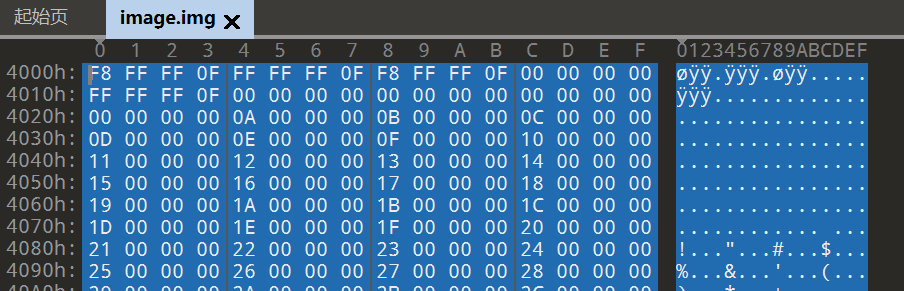 起始页 image.img ×
0 1 2 3 4 5 6 7 8 9 A B C D E F 0123456789ABCDEF
4000h: F8 FF FF 0F FF FF FF 0F F8 FF FF 0F 00 00 00 00 øÿÿ.ÿÿÿ.øÿÿ.....
4010h: FF FF FF 0F 00 00 00 00 00 00 00 00 00 00 00 00 ÿÿÿ.............
4020h: 00 00 00 00 0A 00 00 00 0B 00 00 00 0C 00 00 00 ................
4030h: 0D 00 00 00 0E 00 00 00 0F 00 00 00 10 00 00 00 ................
4040h: 11 00 00 00 12 00 00 00 13 00 00 00 14 00 00 00 ................
4050h: 15 00 00 00 16 00 00 00 17 00 00 00 18 00 00 00 ................
4060h: 19 00 00 00 1A 00 00 00 1B 00 00 00 1C 00 00 00 ................
4070h: 1D 00 00 00 1E 00 00 00 1F 00 00 00 20 00 00 00 ................
4080h: 21 00 00 00 22 00 00 00 23 00 00 00 24 00 00 00 !..."...#...$...
4090h: 25 00 00 00 26 00 00 00 27 00 00 00 28 00 00 00 %...&...'...(...